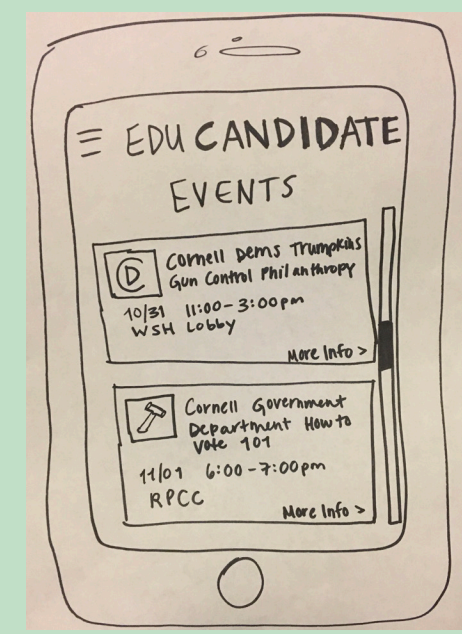 EDUCANDIDATE
EVENTS
D
Cornell Dems Trumpkins
Gun Control Philanthropy
10/31 11:00-3:00pm
WSH Lobby
More Info >
Cornell Government
Department How to
Vote 101
11/01 6:00-7:00pm
RPCC
More Info >